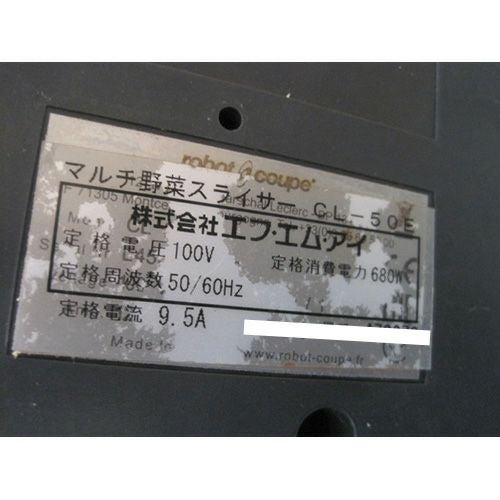 robot coupe
マルチ野菜スライサー CL-50E
F 71305 Montce
株式会社 エフ・エム・アイ
定格電圧 100V 定格消費電力 680W
定格周波数 50/60Hz
定格電流 9.5A
Made in
www.robot-coupe.fr